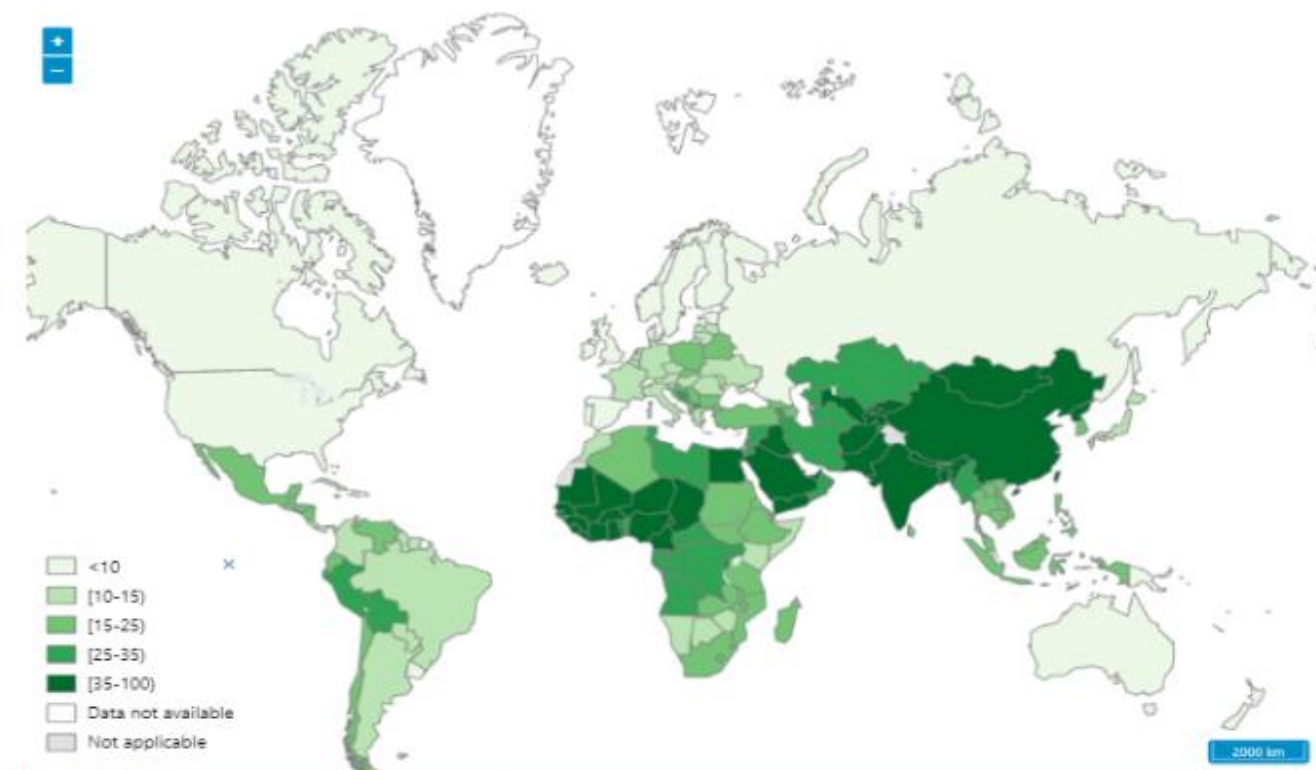 +
−
<10
[10-15)
[15-25)
[25-35)
[35-100)
Data not available
Not applicable
2000 km